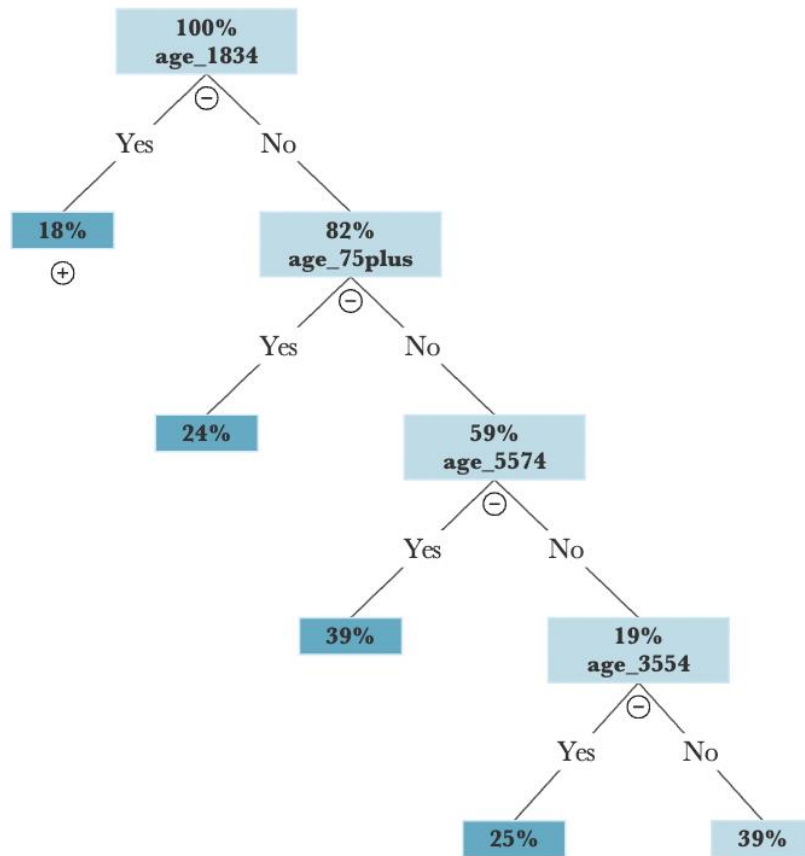 100%
age_1834
Yes No
18% 82%
age_75plus
Yes No
24% 59%
age_5574
Yes No
39% 19%
age_3554
Yes No
25% 39%